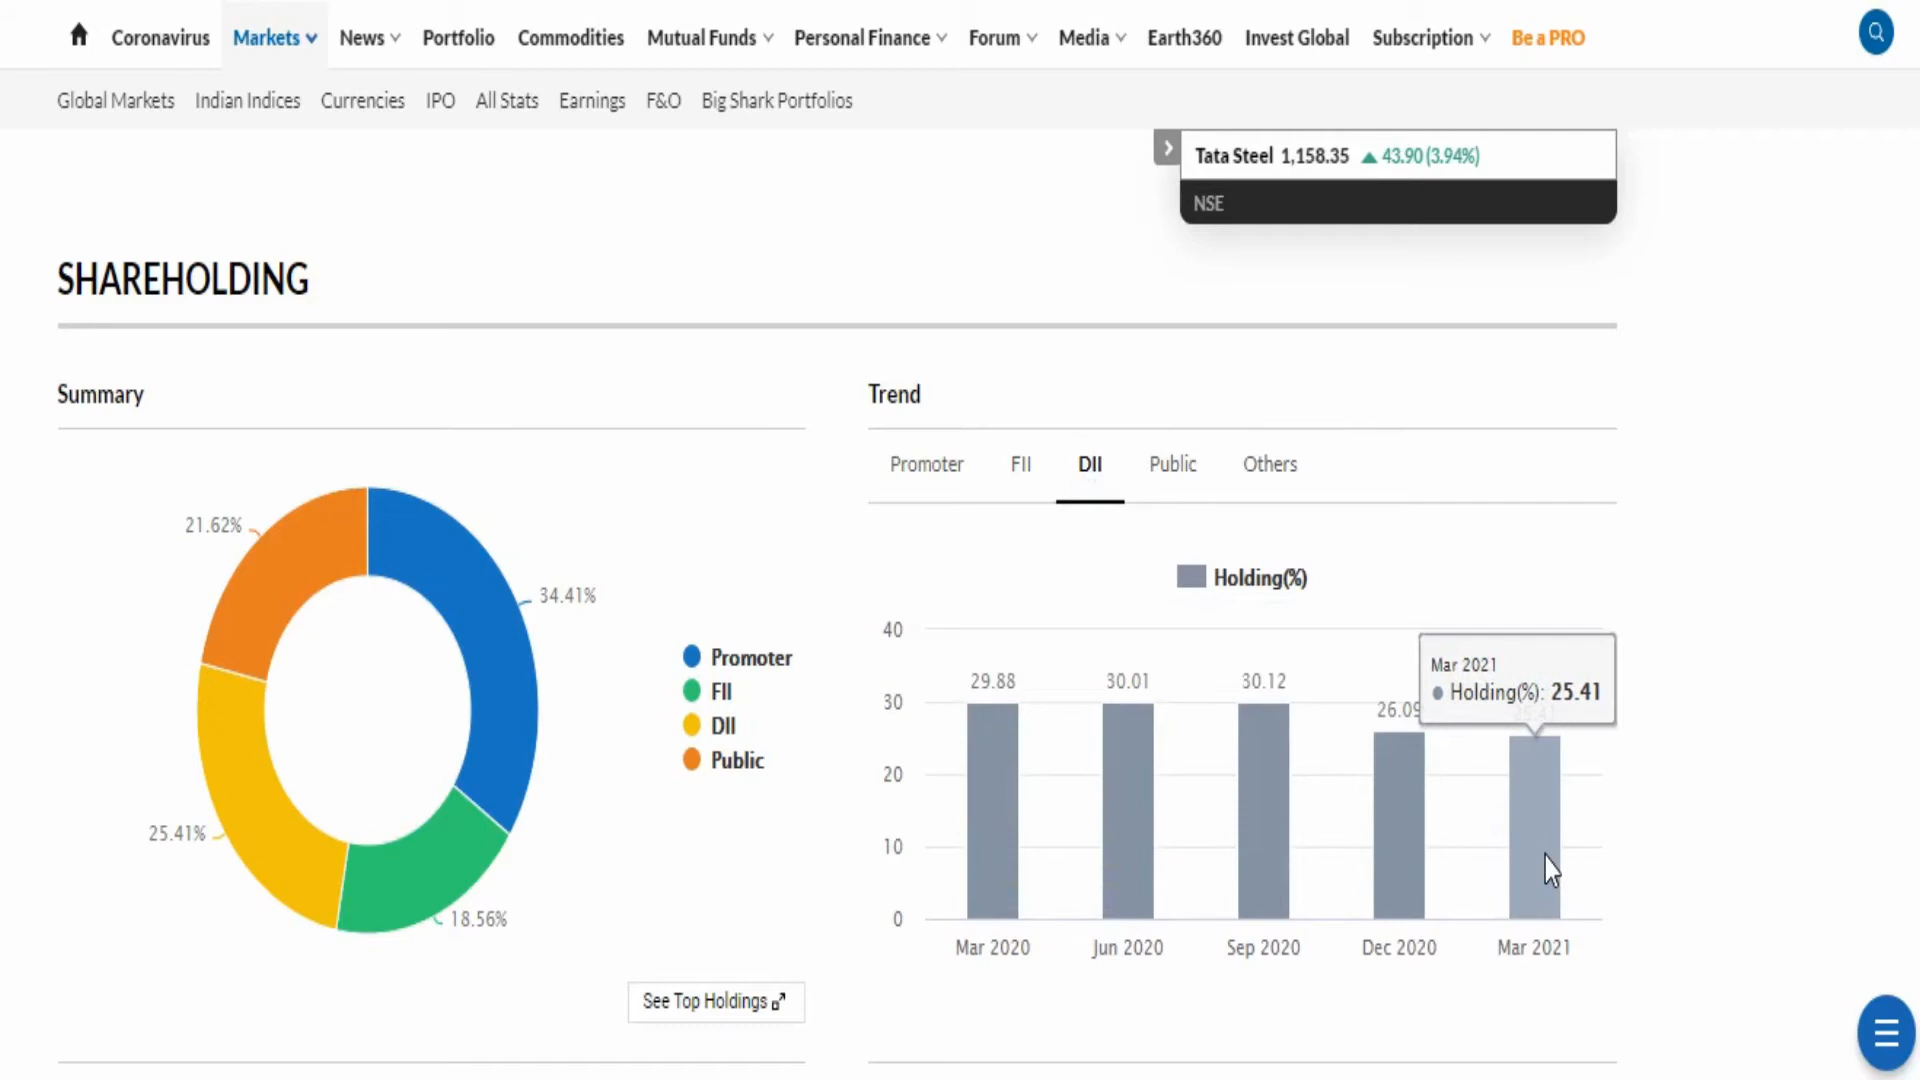 Coronavirus Markets News Portfolio Commodities Mutual Funds Personal Finance Forum Media Earth360 Invest Global Subscription Be a PRO
Global Markets Indian Indices Currencies IPO All Stats Earnings F&O Big Shark Portfolios
Tata Steel 1,158.35 ▲ 43.90 (3.94%)
NSE
SHAREHOLDING
Summary
21.62%
34.41%
25.41%
18.56%
Promoter
FII
DII
Public
See Top Holdings
Trend
Promoter FII DII Public Others
Holding(%)
40
30
20
10
0
29.88 30.01 30.12 26.09
Mar 2021
Holding(%): 25.41
Mar 2020 Jun 2020 Sep 2020 Dec 2020 Mar 2021